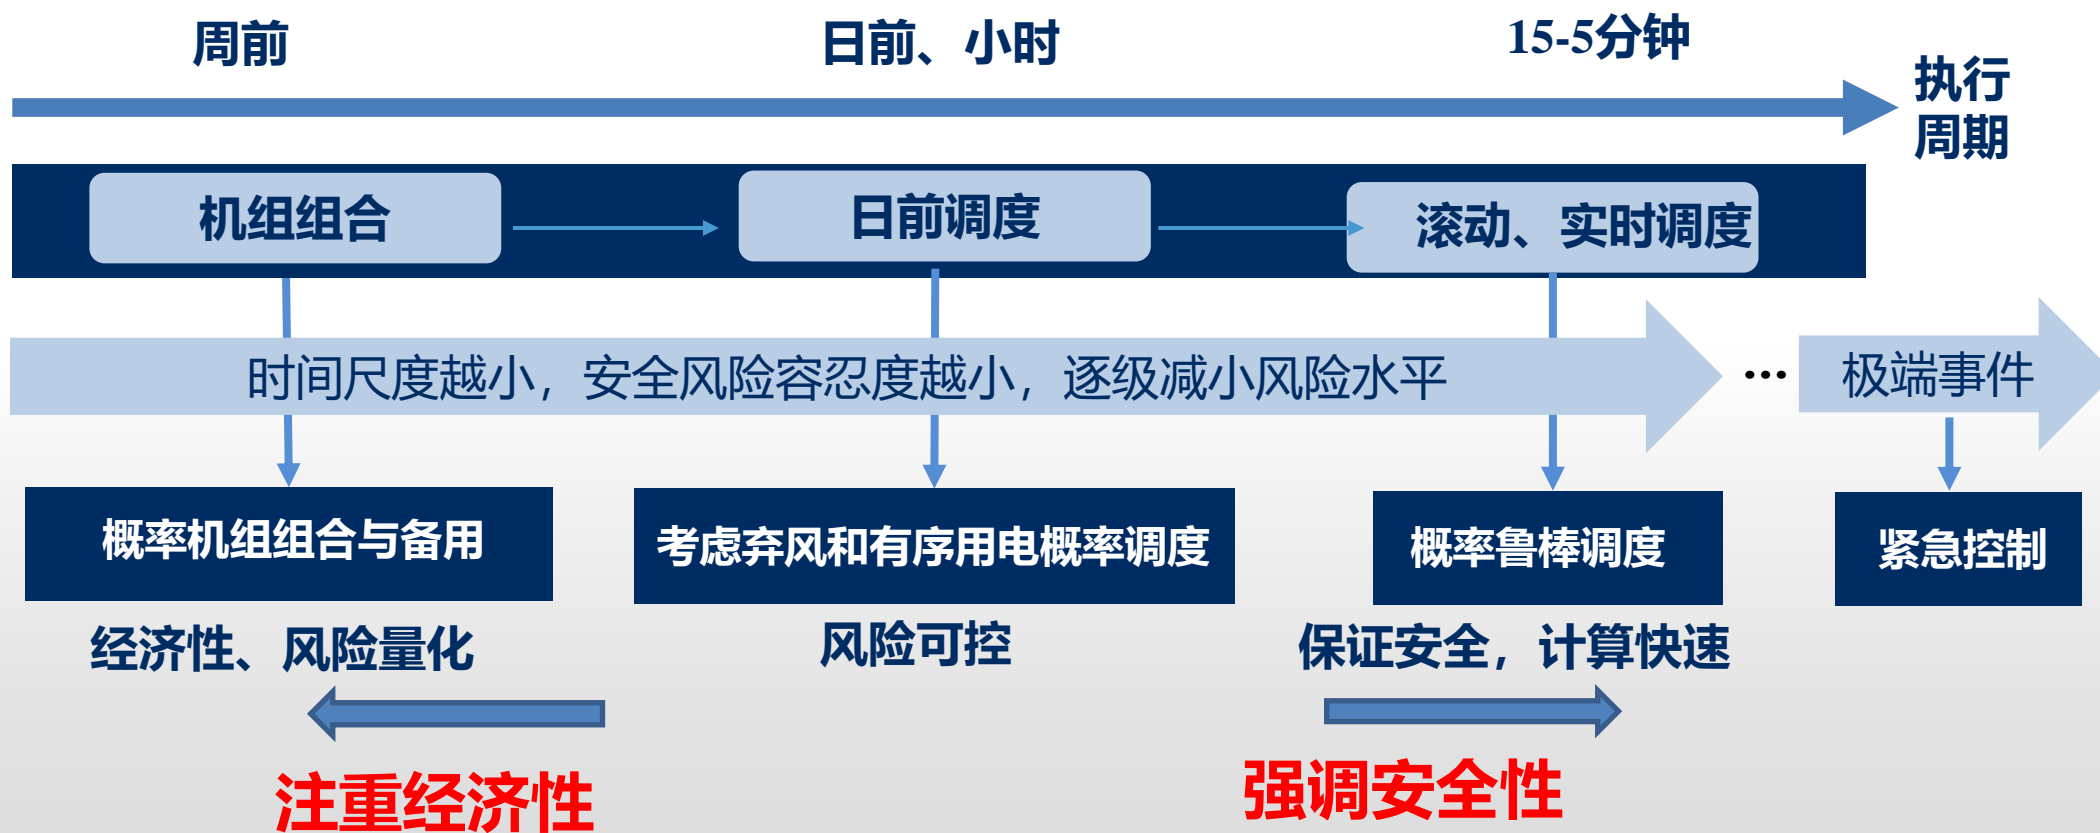 周前
日前、小时
15-5分钟
执行
周期
机组组合
日前调度
滚动、实时调度
时间尺度越小，安全风险容忍度越小，逐级减小风险水平
...
极端事件
概率机组组合与备用
考虑弃风和有序用电概率调度
概率鲁棒调度
紧急控制
经济性、风险量化
风险可控
保证安全，计算快速
注重经济性
强调安全性